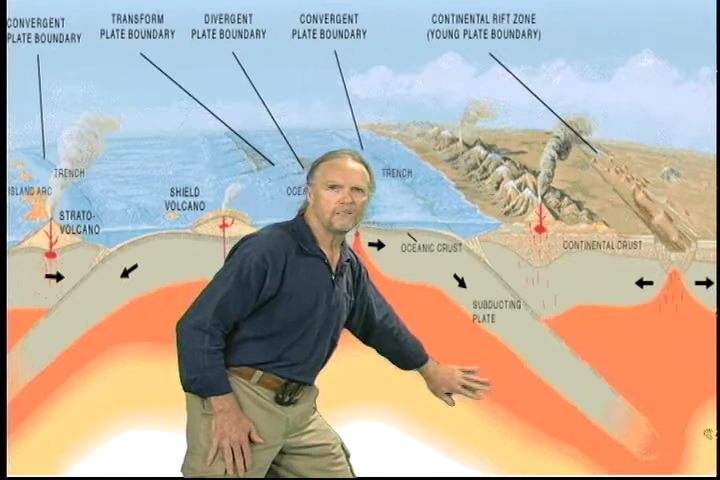 CONVERGENT
PLATE BOUNDARY
TRANSFORM
PLATE BOUNDARY
DIVERGENT
PLATE BOUNDARY
CONVERGENT
PLATE BOUNDARY
CONTINENTAL RIFT ZONE
(YOUNG PLATE BOUNDARY)
TRENCH
ISLAND ARC
STRATO-
VOLCANO
SHIELD
VOLCANO
OCEA
TRENCH
OCEANIC CRUST
CONTINENTAL CRUST
SUBDUCTING
PLATE